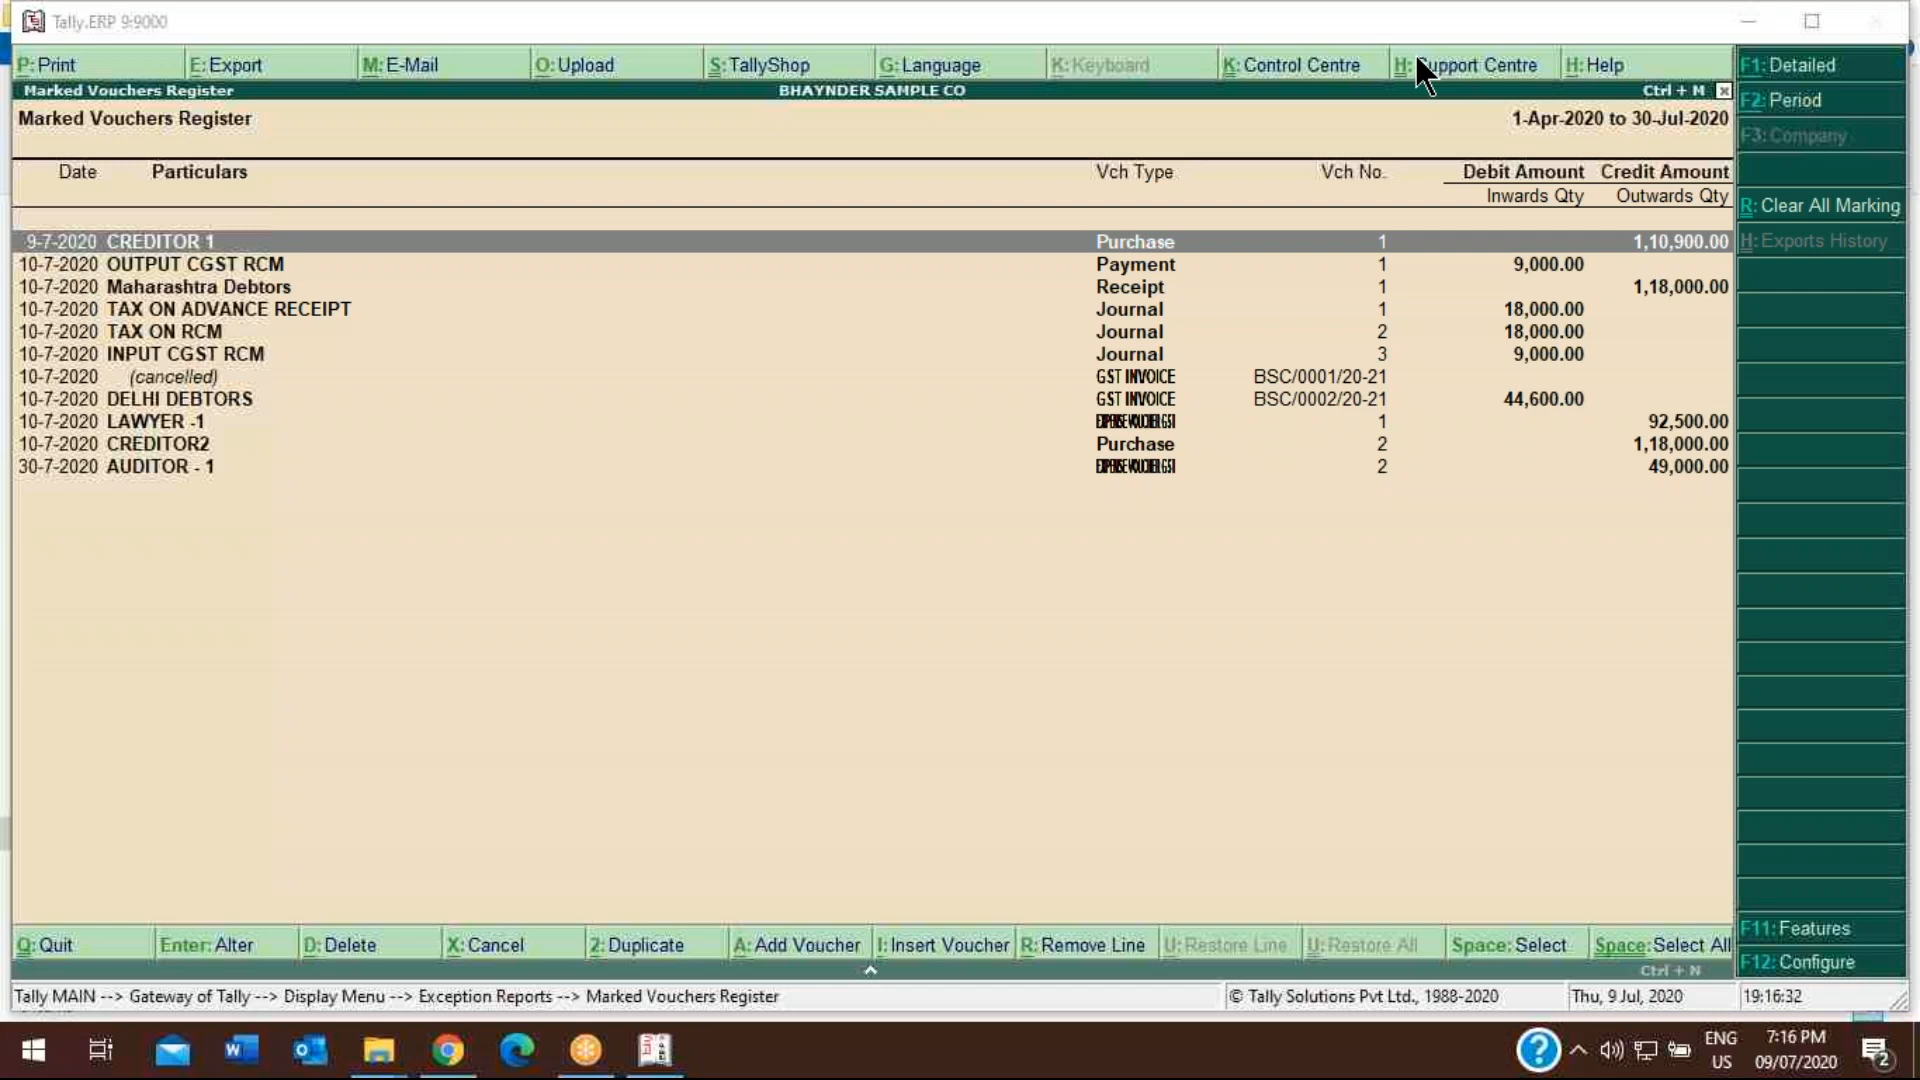 Tally.ERP 9:9000
P: Print E: Export M: E-Mail O: Upload S: TallyShop G: Language K: Keyboard K: Control Centre H: Support Centre H: Help
Marked Vouchers Register BHAYNDER SAMPLE CO Ctrl + M
Marked Vouchers Register 1-Apr-2020 to 30-Jul-2020
Date Particulars Vch Type Vch No. Debit Amount Credit Amount
Inwards Qty Outwards Qty
9-7-2020 CREDITOR 1 Purchase 1 1,10,900.00
10-7-2020 OUTPUT CGST RCM Payment 1 9,000.00
10-7-2020 Maharashtra Debtors Receipt 1 1,18,000.00
10-7-2020 TAX ON ADVANCE RECEIPT Journal 1 18,000.00
10-7-2020 TAX ON RCM Journal 2 18,000.00
10-7-2020 INPUT CGST RCM Journal 3 9,000.00
10-7-2020 (cancelled) GST INVOICE BSC/0001/20-21
10-7-2020 DELHI DEBTORS GST INVOICE BSC/0002/20-21 44,600.00
10-7-2020 LAWYER -1 1 92,500.00
10-7-2020 CREDITOR2 Purchase 2 1,18,000.00
30-7-2020 AUDITOR - 1 2 49,000.00
F1: Detailed
F2: Period
F3: Company
R: Clear All Marking
H: Exports History
F11: Features
F12: Configure
Q: Quit Enter: Alter D: Delete X: Cancel 2: Duplicate A: Add Voucher I: Insert Voucher R: Remove Line U: Restore Line U: Restore All Space: Select Space: Select All
Ctrl + N
Tally MAIN --> Gateway of Tally --> Display Menu --> Exception Reports --> Marked Vouchers Register © Tally Solutions Pvt Ltd., 1988-2020 Thu, 9 Jul, 2020 19:16:32
ENG 7:16 PM
US 09/07/2020 2